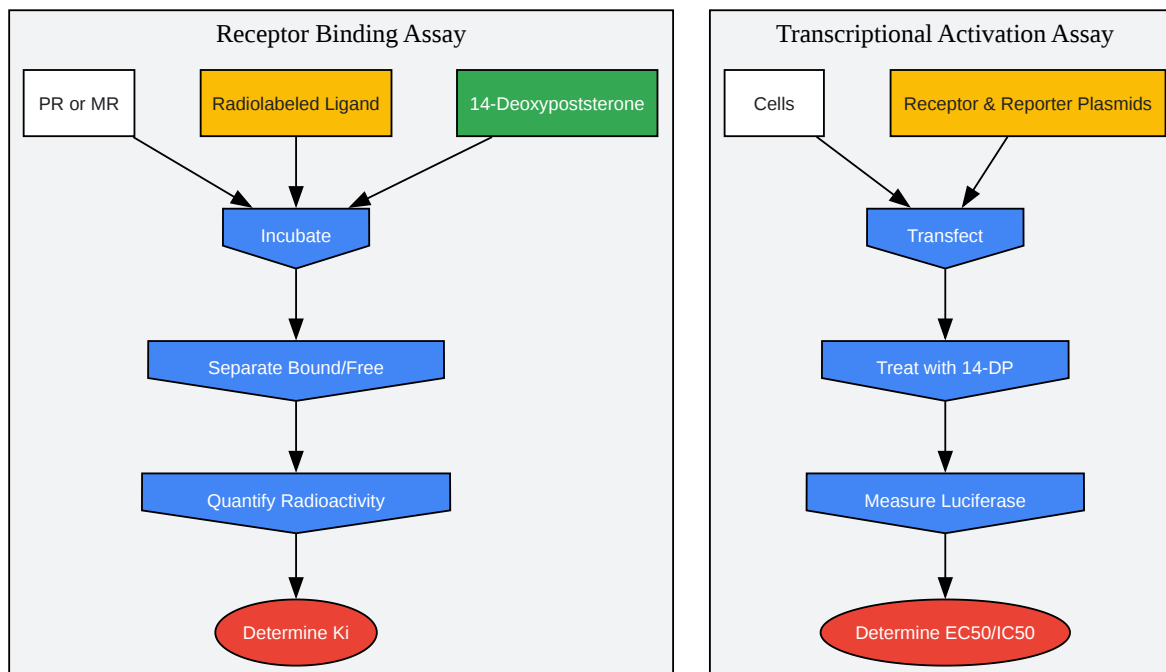 Receptor Binding Assay
PR or MR
Radiolabeled Ligand
14-Deoxypoststerone
Incubate
Separate Bound/Free
Quantify Radioactivity
Determine Ki
Transcriptional Activation Assay
Cells
Receptor & Reporter Plasmids
Transfect
Treat with 14-DP
Measure Luciferase
Determine EC50/IC50